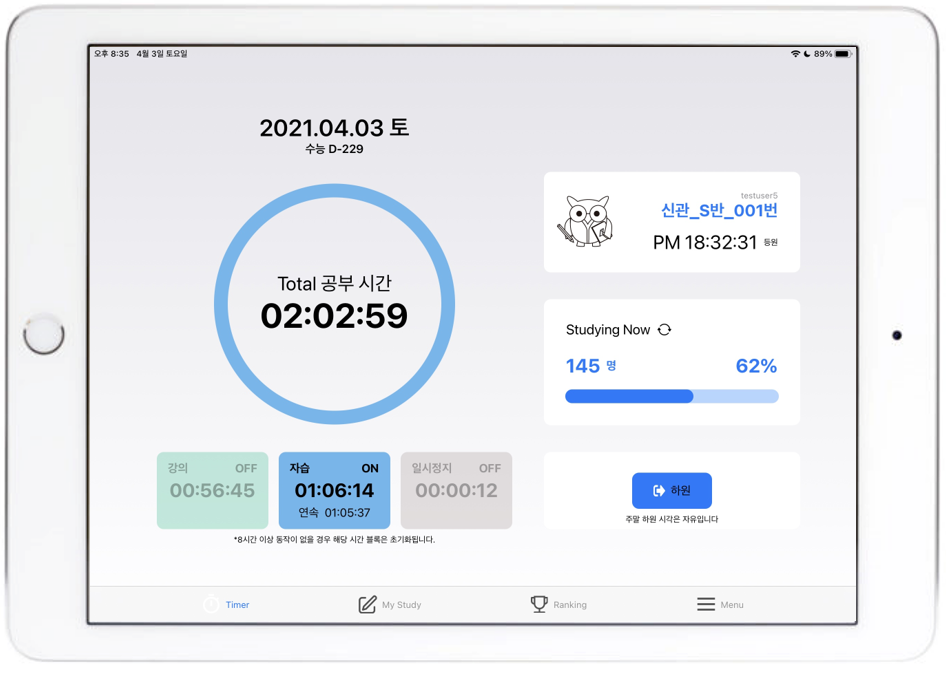 오후 8:35 4월 3일 토요일
89%
2021.04.03 토
수능 D-229
Total 공부 시간
02:02:59
강의 OFF
00:56:45
자습 ON
01:06:14
연속 01:05:37
일시정지 OFF
00:00:12
*8시간 이상 동작이 없을 경우 해당 시간 블록은 초기화됩니다.
testuser5
신관_S반_001번
PM 18:32:31 등원
Studying Now
145 명 62%
하원
주말 하원 시각은 자유입니다
Timer
My Study
Ranking
Menu